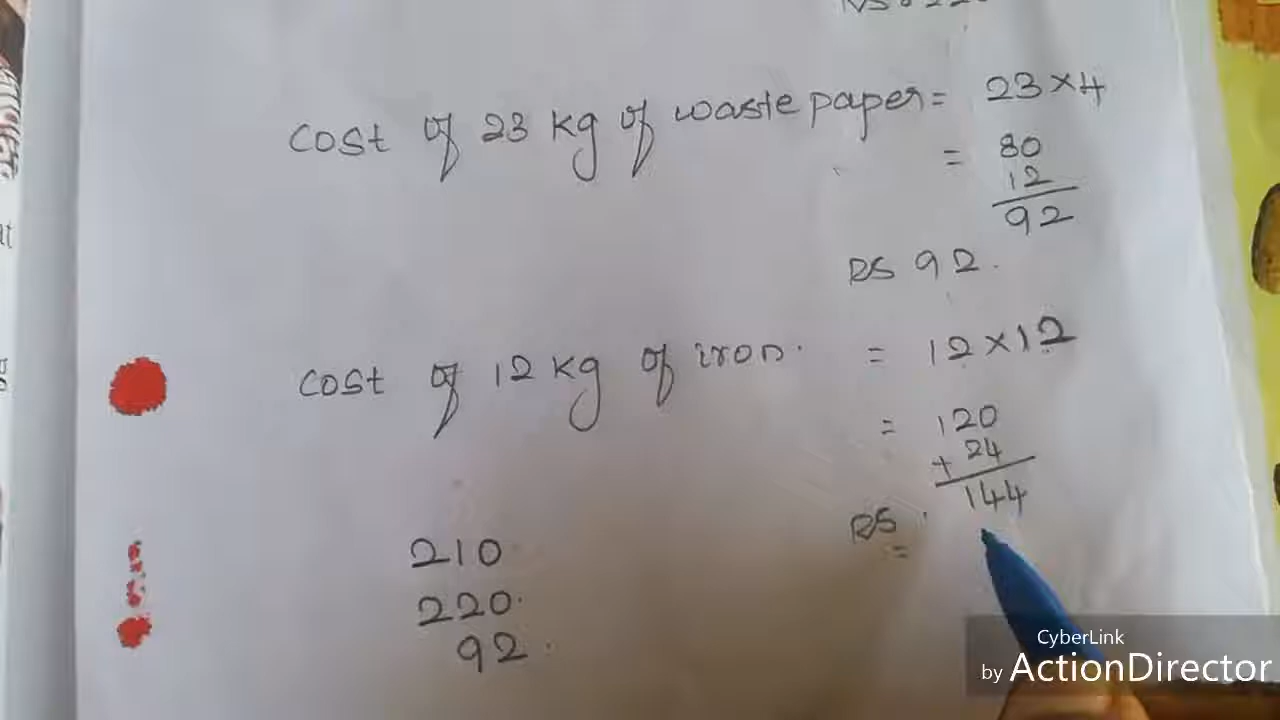 cost of 23 kg of waste paper = 23 × 4
= 80
12
92
RS 92.
cost of 12 kg of iron. = 12 × 12
= 120
+ 24
144
RS.
=
210
220.
92.
CyberLink
by ActionDirector